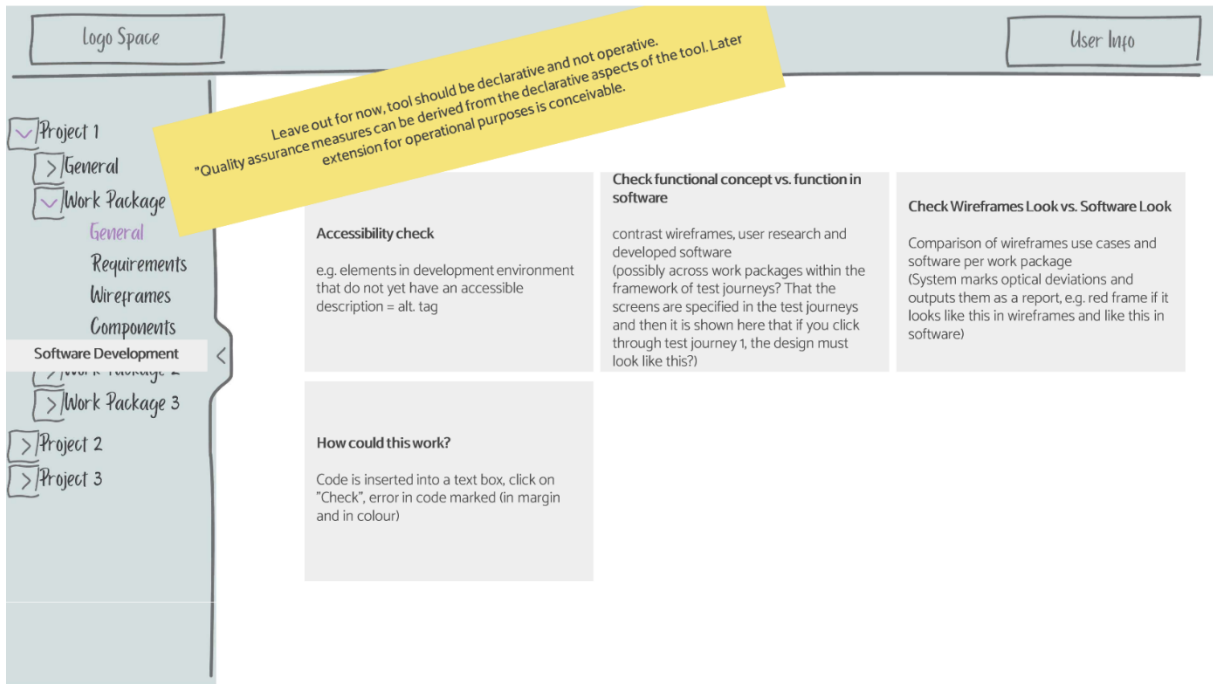 Logo Space
User Info
Leave out for now, tool should be declarative and not operative.
"Quality assurance measures can be derived from the declarative aspects of the tool. Later
extension for operational purposes is conceivable.
Project 1
General
Work Package
General
Requirements
Wireframes
Components
Software Development
Work Package 2
Work Package 3
Project 2
Project 3
Accessibility check
e.g. elements in development environment
that do not yet have an accessible
description = alt. tag
Check functional concept vs. function in
software
contrast wireframes, user research and
developed software
(possibly across work packages within the
framework of test journeys? That the
screens are specified in the test journeys
and then it is shown here that if you click
through test journey 1, the design must
look like this?)
Check Wireframes Look vs. Software Look
Comparison of wireframes use cases and
software per work package
(System marks optical deviations and
outputs them as a report, e.g. red frame if it
looks like this in wireframes and like this in
software)
How could this work?
Code is inserted into a text box, click on
"Check", error in code marked (in margin
and in colour)